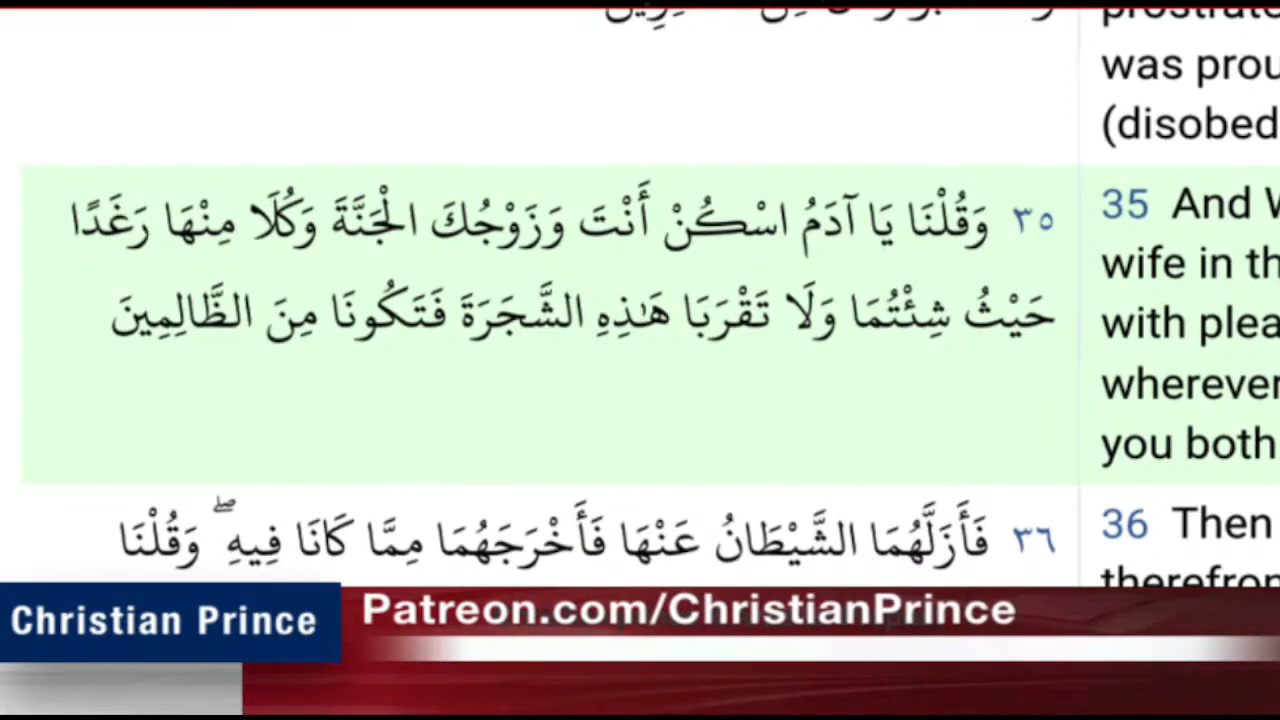 was prou
(disobed
٣٥ وَقُلْنَا يَا آدَمُ اسْكُنْ أَنْتَ وَزَوْجُكَ الْجَنَّةَ وَكُلَا مِنْهَا رَغَدًا
حَيْثُ شِئْتُمَا وَلَا تَقْرَبَا هَٰذِهِ الشَّجَرَةَ فَتَكُونَا مِنَ الظَّالِمِينَ
35 And W
wife in th
with plea
wherever
you both
٣٦ فَأَزَلَّهُمَا الشَّيْطَانُ عَنْهَا فَأَخْرَجَهُمَا مِمَّا كَانَا فِيهِ ۖ وَقُلْنَا
36 Then
therefron
Christian Prince
Patreon.com/ChristianPrince